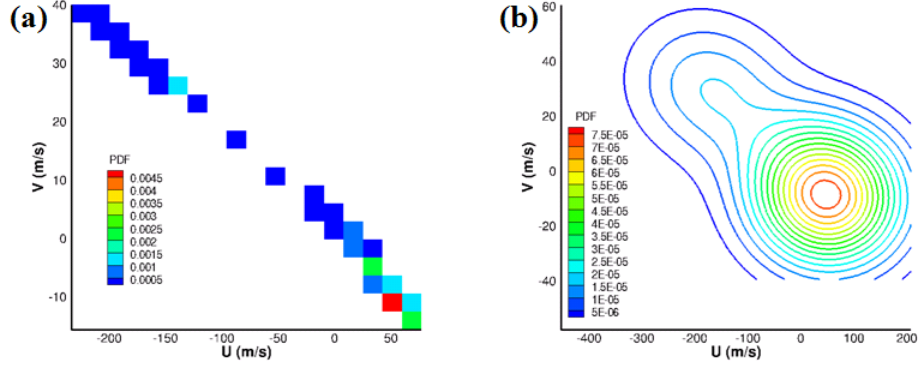 (a)
40
30
20
10
0
-10
V (m/s)
PDF
0.0045
0.004
0.0035
0.003
0.0025
0.002
0.0015
0.001
0.0005
-200 -150 -100 -50 0 50
U (m/s)
(b)
60
40
20
0
-20
-40
V (m/s)
PDF
7.5E-05
7E-05
6.5E-05
6E-05
5.5E-05
5E-05
4.5E-05
4E-05
3.5E-05
3E-05
2.5E-05
2E-05
1.5E-05
1E-05
5E-06
-400 -300 -200 -100 0 100 200
U (m/s)